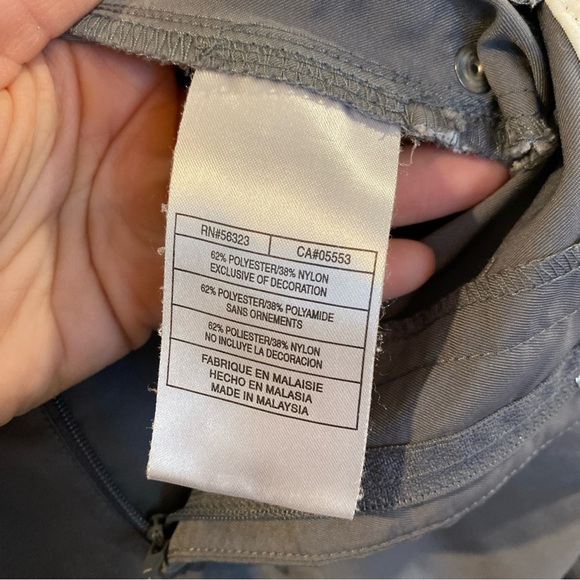 RN#56323 CA#05553
62% POLYESTER/38% NYLON
EXCLUSIVE OF DECORATION
62% POLYESTER/38% POLYAMIDE
SANS ORNEMENTS
62% POLIESTER/38% NYLON
NO INCLUYE LA DECORACION
FABRIQUE EN MALAISIE
HECHO EN MALASIA
MADE IN MALAYSIA